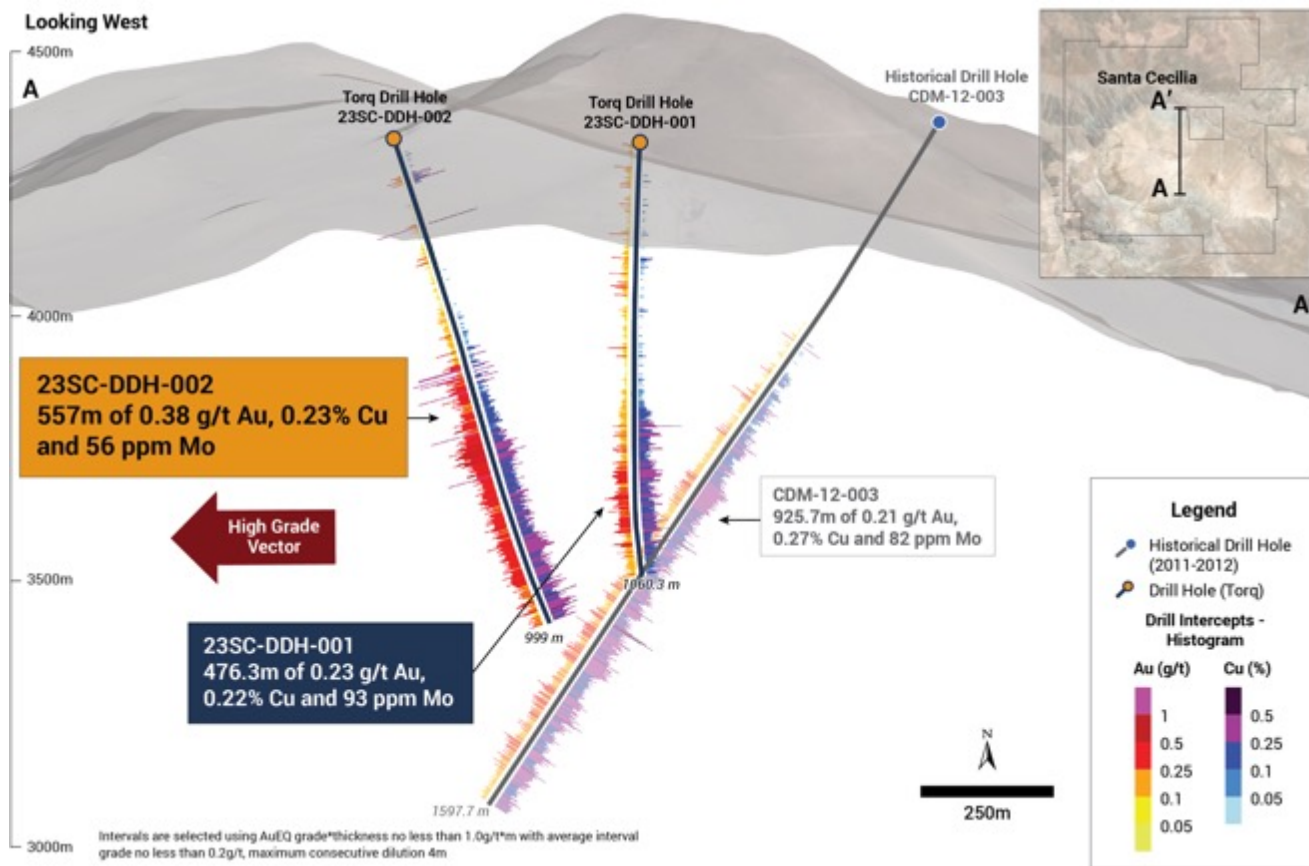 Looking West
4500m
A
Torq Drill Hole
23SC-DDH-002
Torq Drill Hole
23SC-DDH-001
Historical Drill Hole
CDM-12-003
Santa Cecilia
A'
A
A
4000m
23SC-DDH-002
557m of 0.38 g/t Au, 0.23% Cu
and 56 ppm Mo
High Grade
Vector
CDM-12-003
925.7m of 0.21 g/t Au,
0.27% Cu and 82 ppm Mo
3500m
1060.3 m
999 m
23SC-DDH-001
476.3m of 0.23 g/t Au,
0.22% Cu and 93 ppm Mo
1597.7 m
3000m
Intervals are selected using AuEQ grade*thickness no less than 1.0g/t*m with average interval
grade no less than 0.2g/t, maximum consecutive dilution 4m
N
250m
Legend
Historical Drill Hole
(2011-2012)
Drill Hole (Torq)
Drill Intercepts -
Histogram
Au (g/t)
1
0.5
0.25
0.1
0.05
Cu (%)
0.5
0.25
0.1
0.05